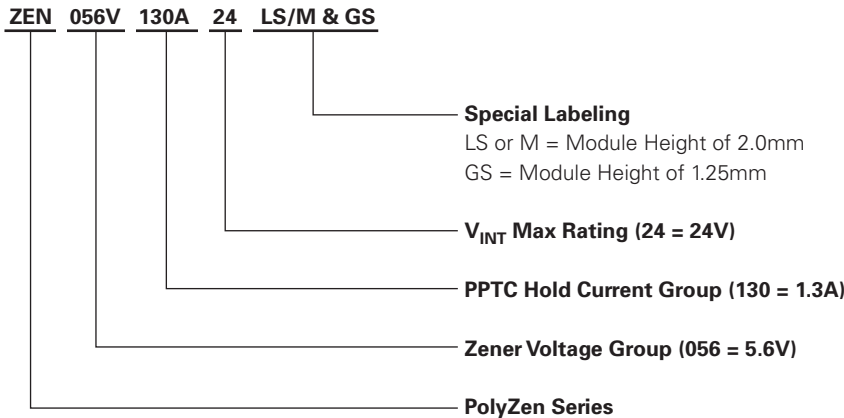 ZEN 056V 130A 24 LS/M & GS
Special Labeling
LS or M = Module Height of 2.0mm
GS = Module Height of 1.25mm
VINT Max Rating (24 = 24V)
PPTC Hold Current Group (130 = 1.3A)
Zener Voltage Group (056 = 5.6V)
PolyZen Series